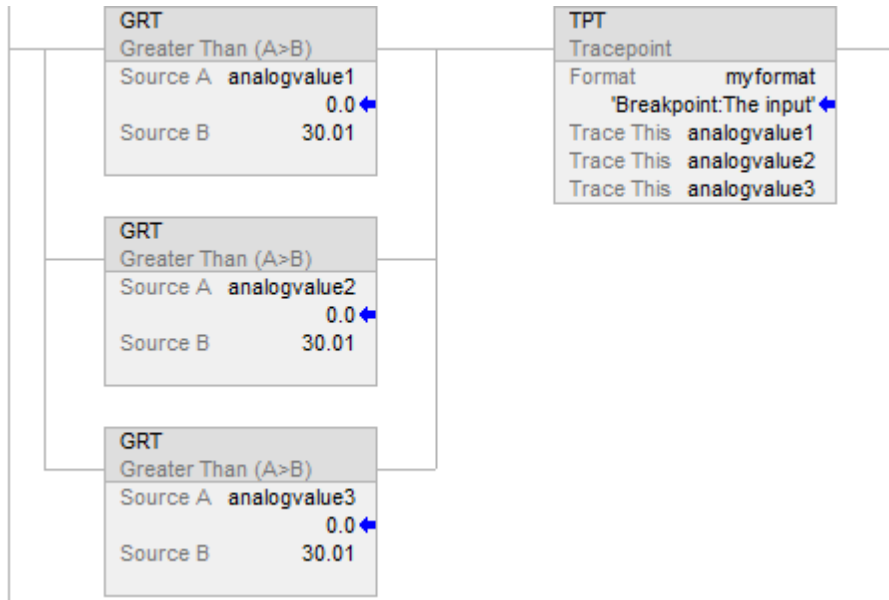 GRT
Greater Than (A>B)
Source A analogvalue1
0.0
Source B 30.01
TPT
Tracepoint
Format myformat
'Breakpoint:The input'
Trace This analogvalue1
Trace This analogvalue2
Trace This analogvalue3
GRT
Greater Than (A>B)
Source A analogvalue2
0.0
Source B 30.01
GRT
Greater Than (A>B)
Source A analogvalue3
0.0
Source B 30.01